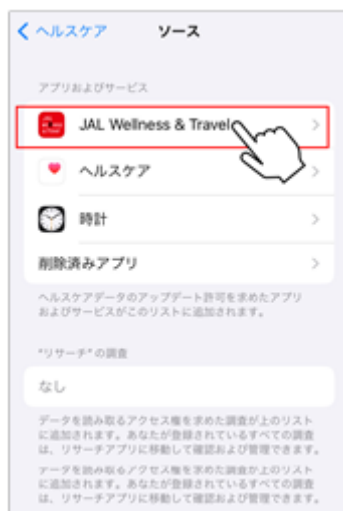 ヘルスケア ソース
アプリおよびサービス
JAL Wellness & Travel
ヘルスケア
時計
削除済みアプリ
ヘルスケアデータのアップデート許可を求めたアプリ
およびサービスがこのリストに追加されます。
"リサーチ"の調査
なし
データを読み取るアクセス権を求めた調査が上のリスト
に追加されます。あなたが登録されているすべての調査
は、リサーチアプリに移動して確認および管理できます。
データを読み取るアクセス権を求めた調査が上のリスト
に追加されます。あなたが登録されているすべての調査
は、リサーチアプリに移動して確認および管理できます。